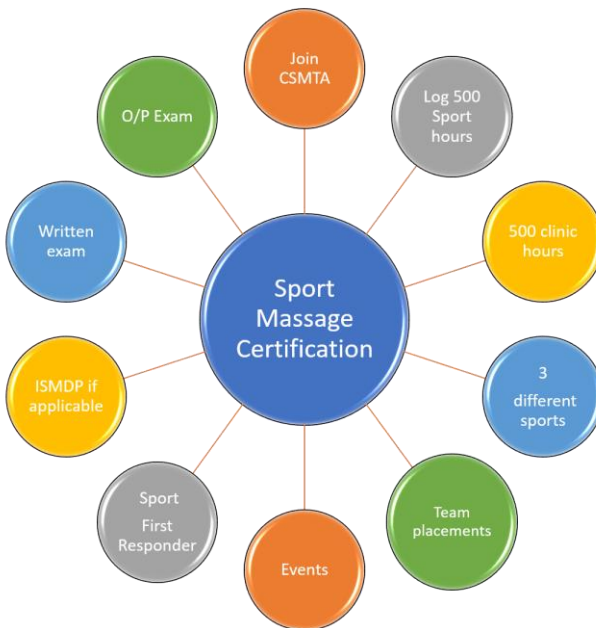 Join
CSMTA
Log 500
Sport
hours
500 clinic
hours
3
different
sports
Team
placements
Events
Sport
First
Responder
ISMDP if
applicable
Written
exam
O/P Exam
Sport
Massage
Certification